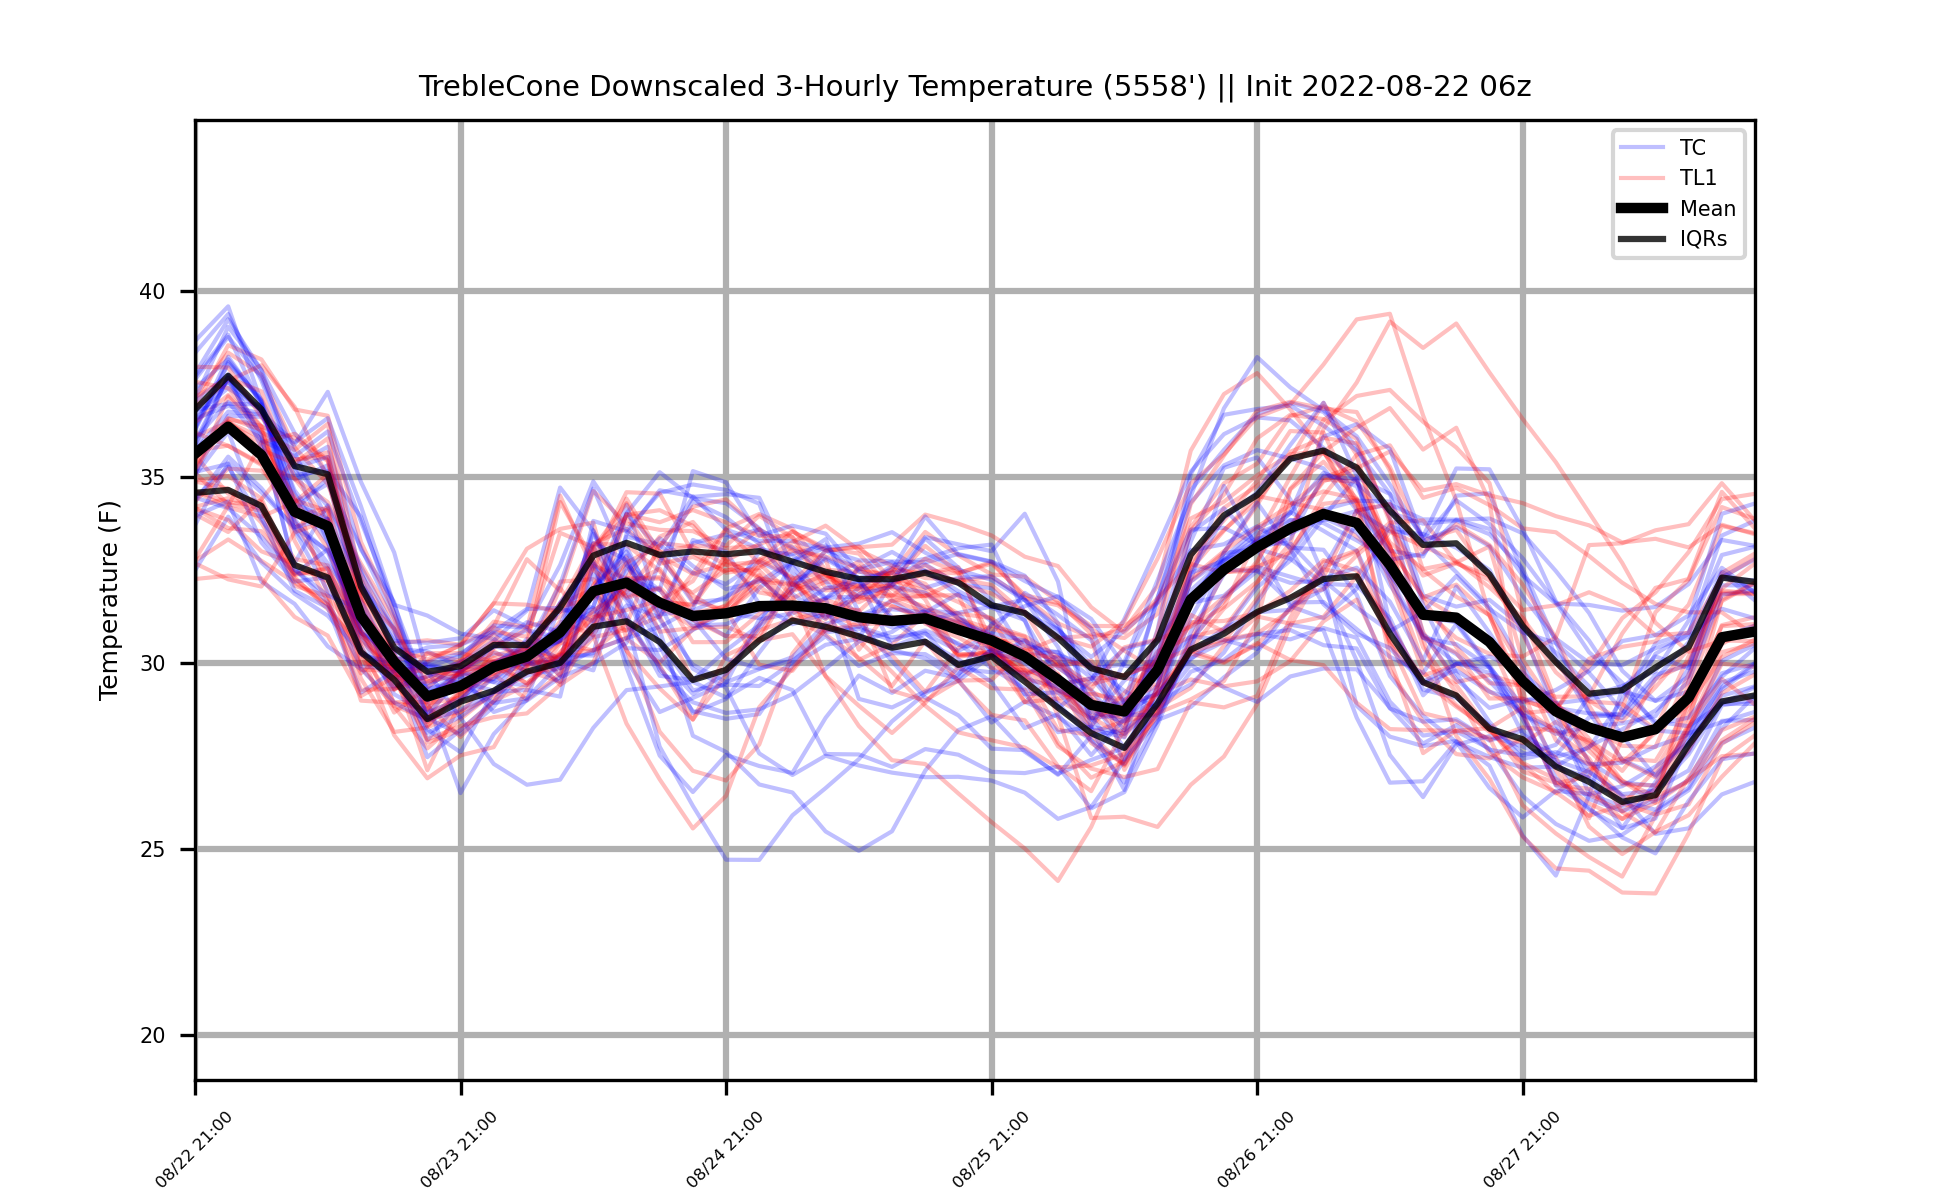 TrebleCone Downscaled 3-Hourly Temperature (5558') || Init 2022-08-22 06z
TC
TL1
Mean
IQRs
Temperature (F)
40
35
30
25
20
08/22 21:00
08/23 21:00
08/24 21:00
08/25 21:00
08/26 21:00
08/27 21:00